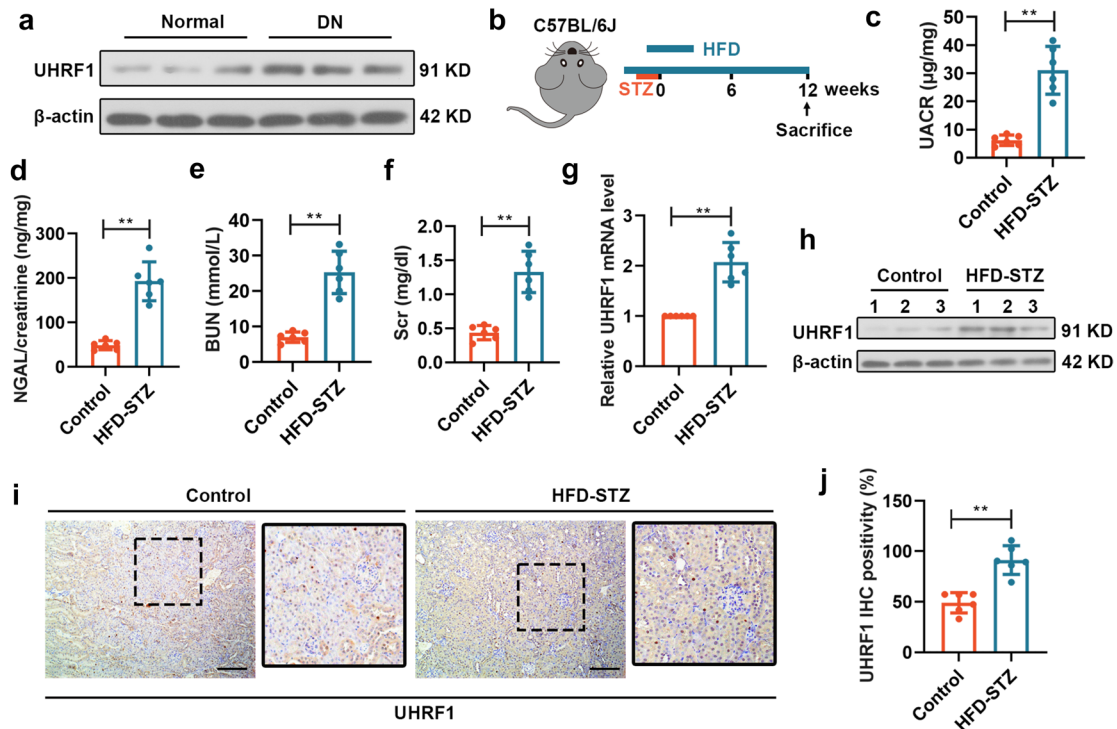 a
Normal DN
UHRF1 91 KD
β-actin 42 KD
b
C57BL/6J
HFD
STZ 0 6 12 weeks
Sacrifice
c
UACR (μg/mg)
50
40
30
20
10
0
**
Control
HFD-STZ
d
NGAL/creatinine (ng/mg)
300
200
100
0
**
Control
HFD-STZ
e
BUN (mmol/L)
40
30
20
10
0
**
Control
HFD-STZ
f
Scr (mg/dl)
2.0
1.5
1.0
0.5
0.0
**
Control
HFD-STZ
g
Relative UHRF1 mRNA level
3
2
1
0
**
Control
HFD-STZ
h
Control HFD-STZ
1 2 3 1 2 3
UHRF1 91 KD
β-actin 42 KD
i
Control HFD-STZ
UHRF1
j
UHRF1 IHC positivity (%)
150
100
50
0
**
Control
HFD-STZ